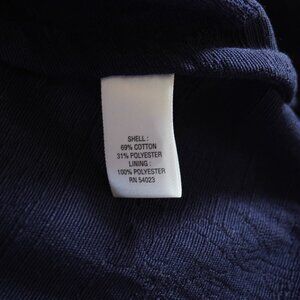 SHELL :
69% COTTON
31% POLYESTER
LINING :
100% POLYESTER
RN 54023